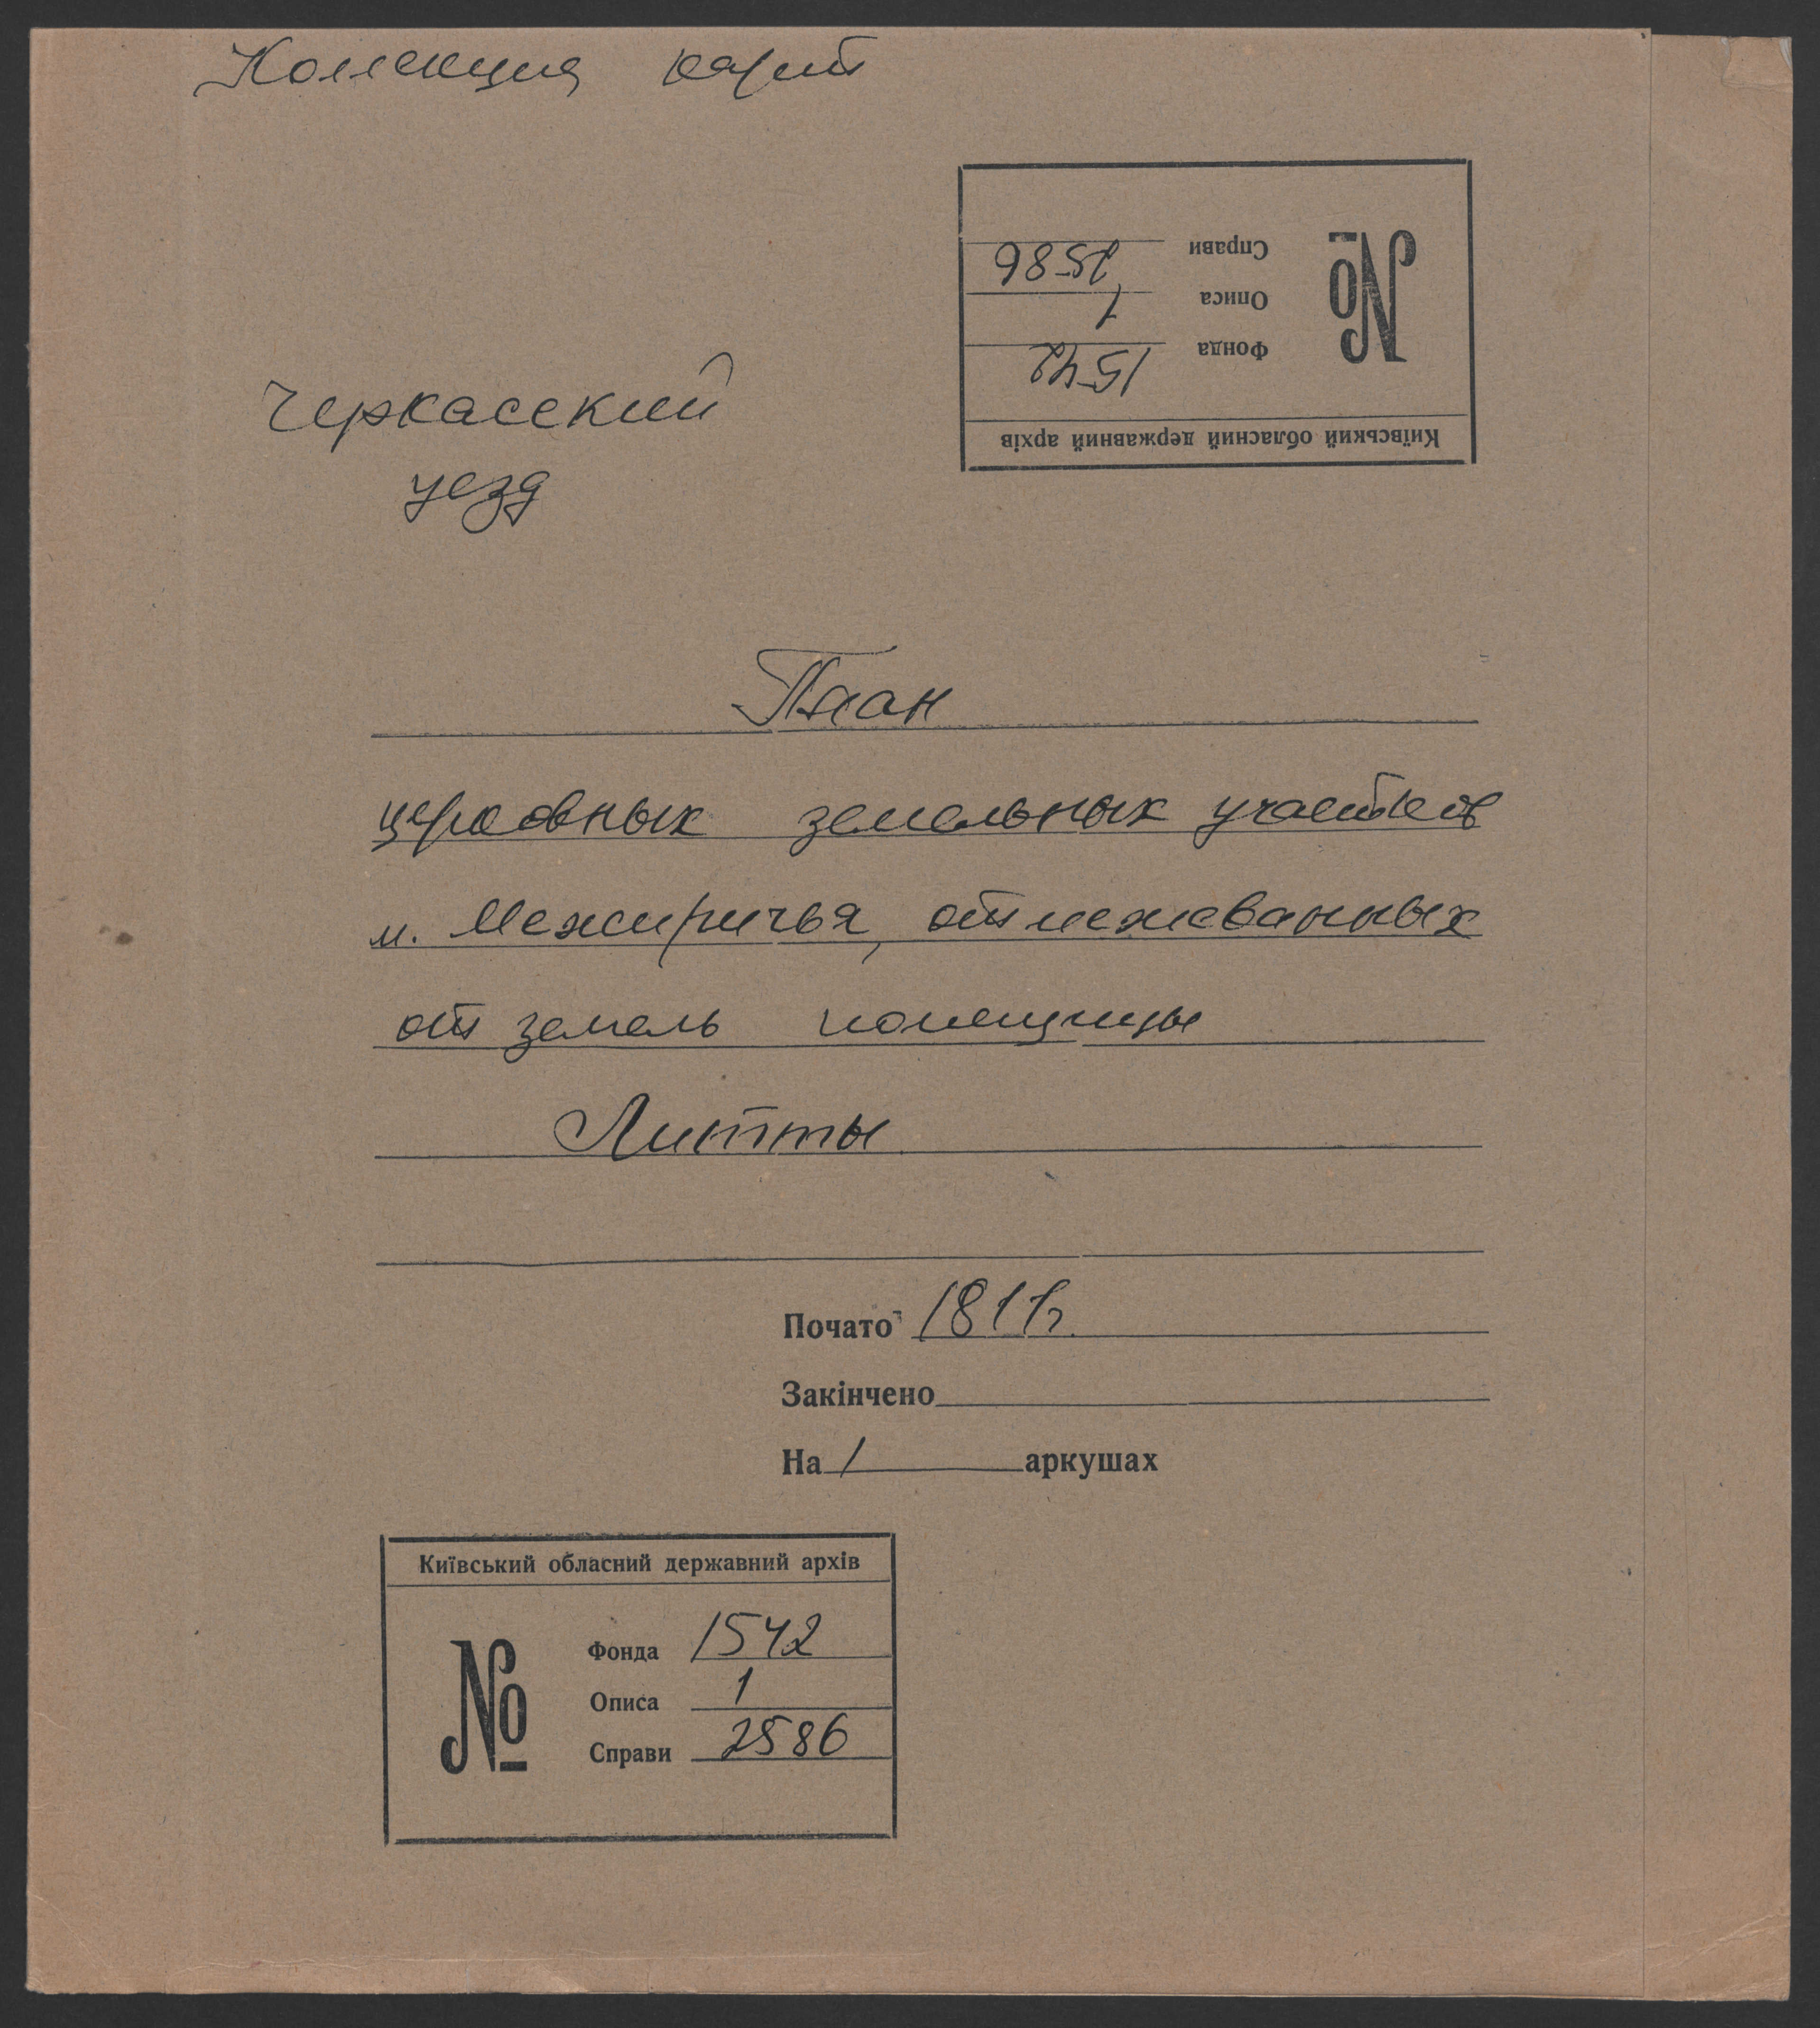 Коллекция карт
Справи 2586
Описа 1
Фонда 1542
№
Київський обласний державний архів
Черкасский
уезд
План
церковных земельных участков
м. Межиричья, отмежеванных
от земель помещицы
Литты
Почато 1811г.
Закінчено
На 1 аркушах
Київський обласний державний архів
№
Фонда 1542
Описа 1
Справи 2586